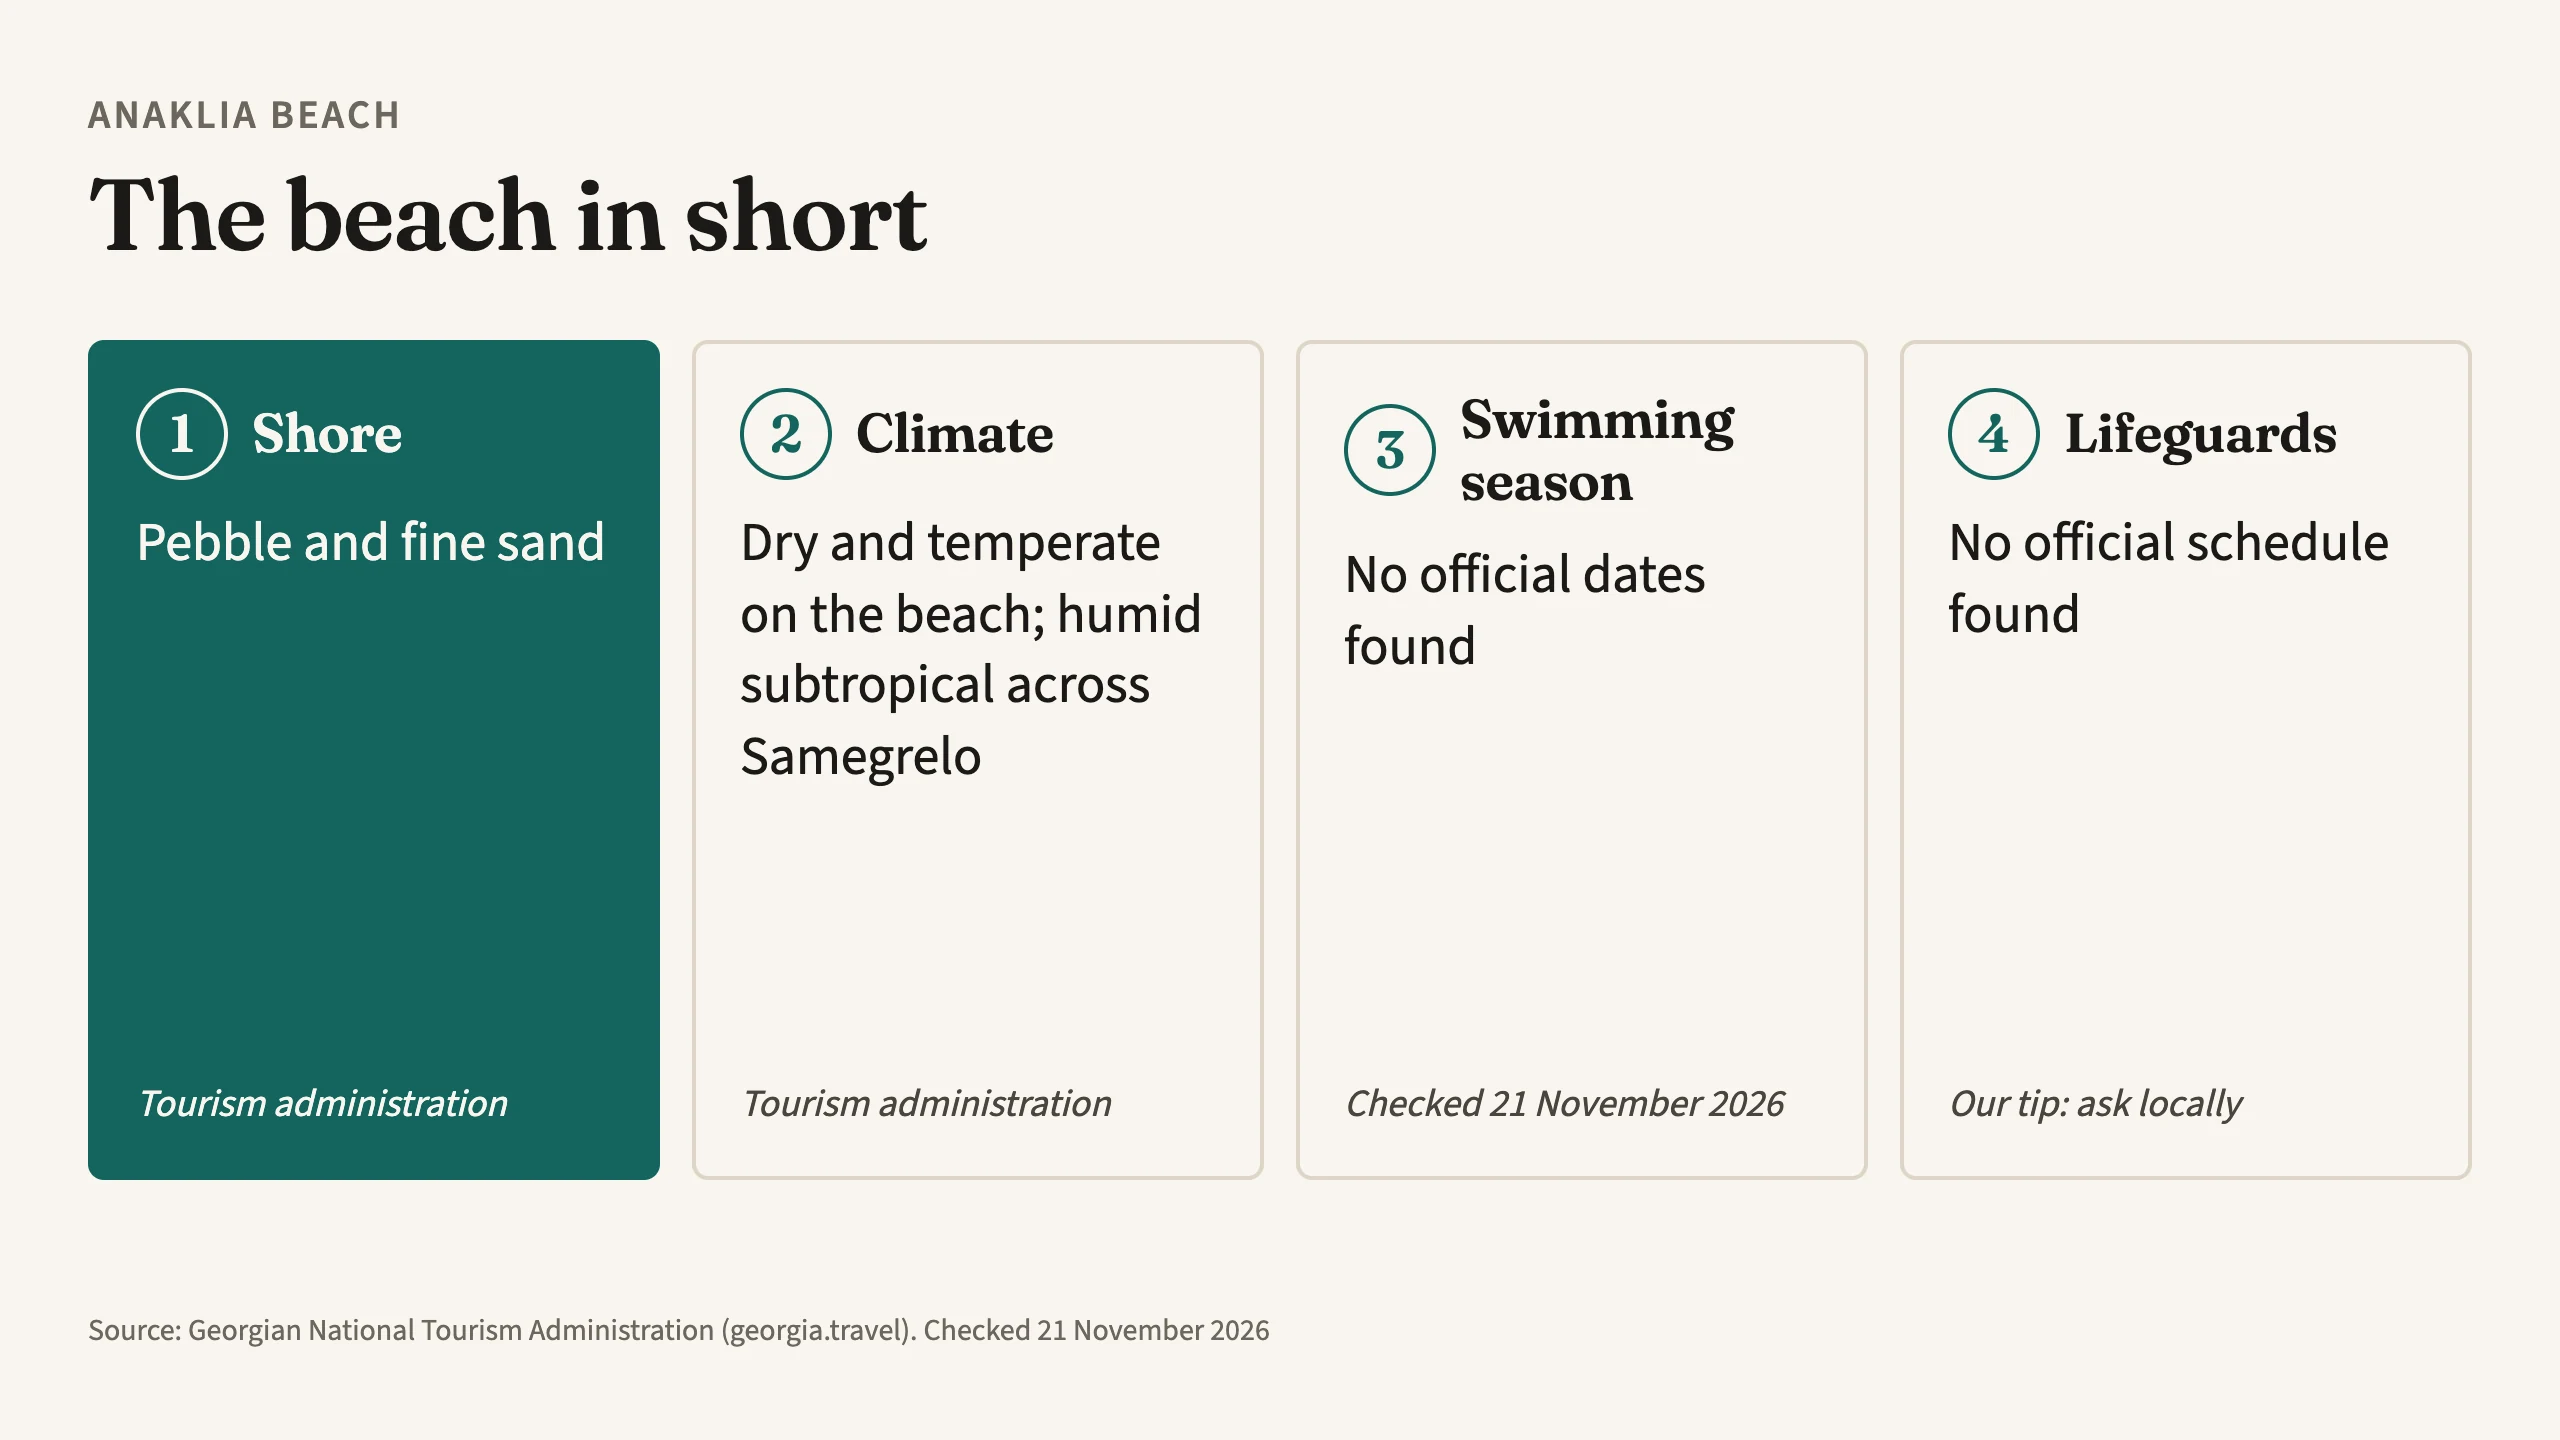 ANAKLIA BEACH
The beach in short
1
Shore
Pebble and fine sand
Tourism administration
2
Climate
Dry and temperate
on the beach; humid
subtropical across
Samegrelo
Tourism administration
3
Swimming
season
No official dates
found
Checked 21 November 2026
4
Lifeguards
No official schedule
found
Our tip: ask locally
Source: Georgian National Tourism Administration (georgia.travel). Checked 21 November 2026